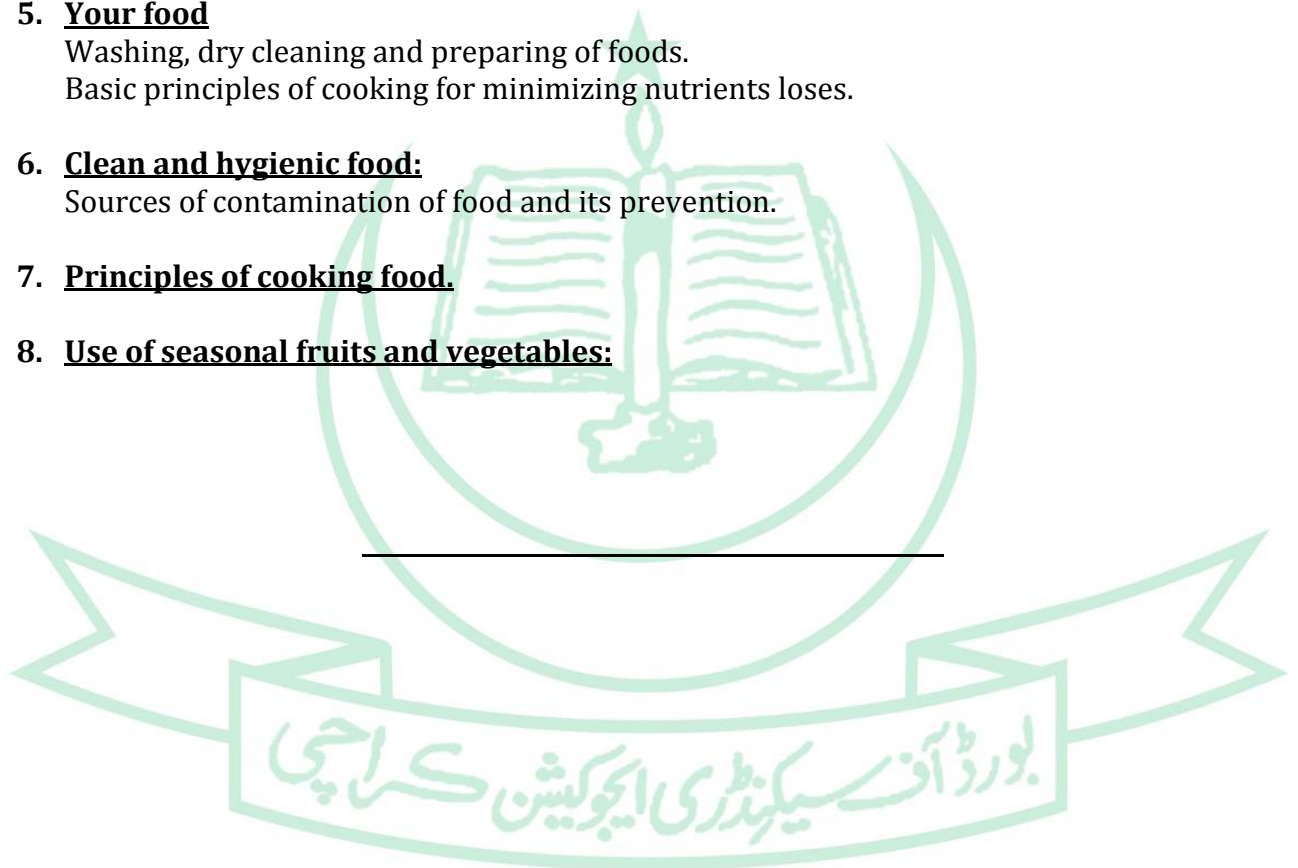 5. Your food
Washing, dry cleaning and preparing of foods.
Basic principles of cooking for minimizing nutrients loses.
6. Clean and hygienic food:
Sources of contamination of food and its prevention.
7. Principles of cooking food.
8. Use of seasonal fruits and vegetables:
بورڈ آف سیکنڈری ایجوکیشن کراچی